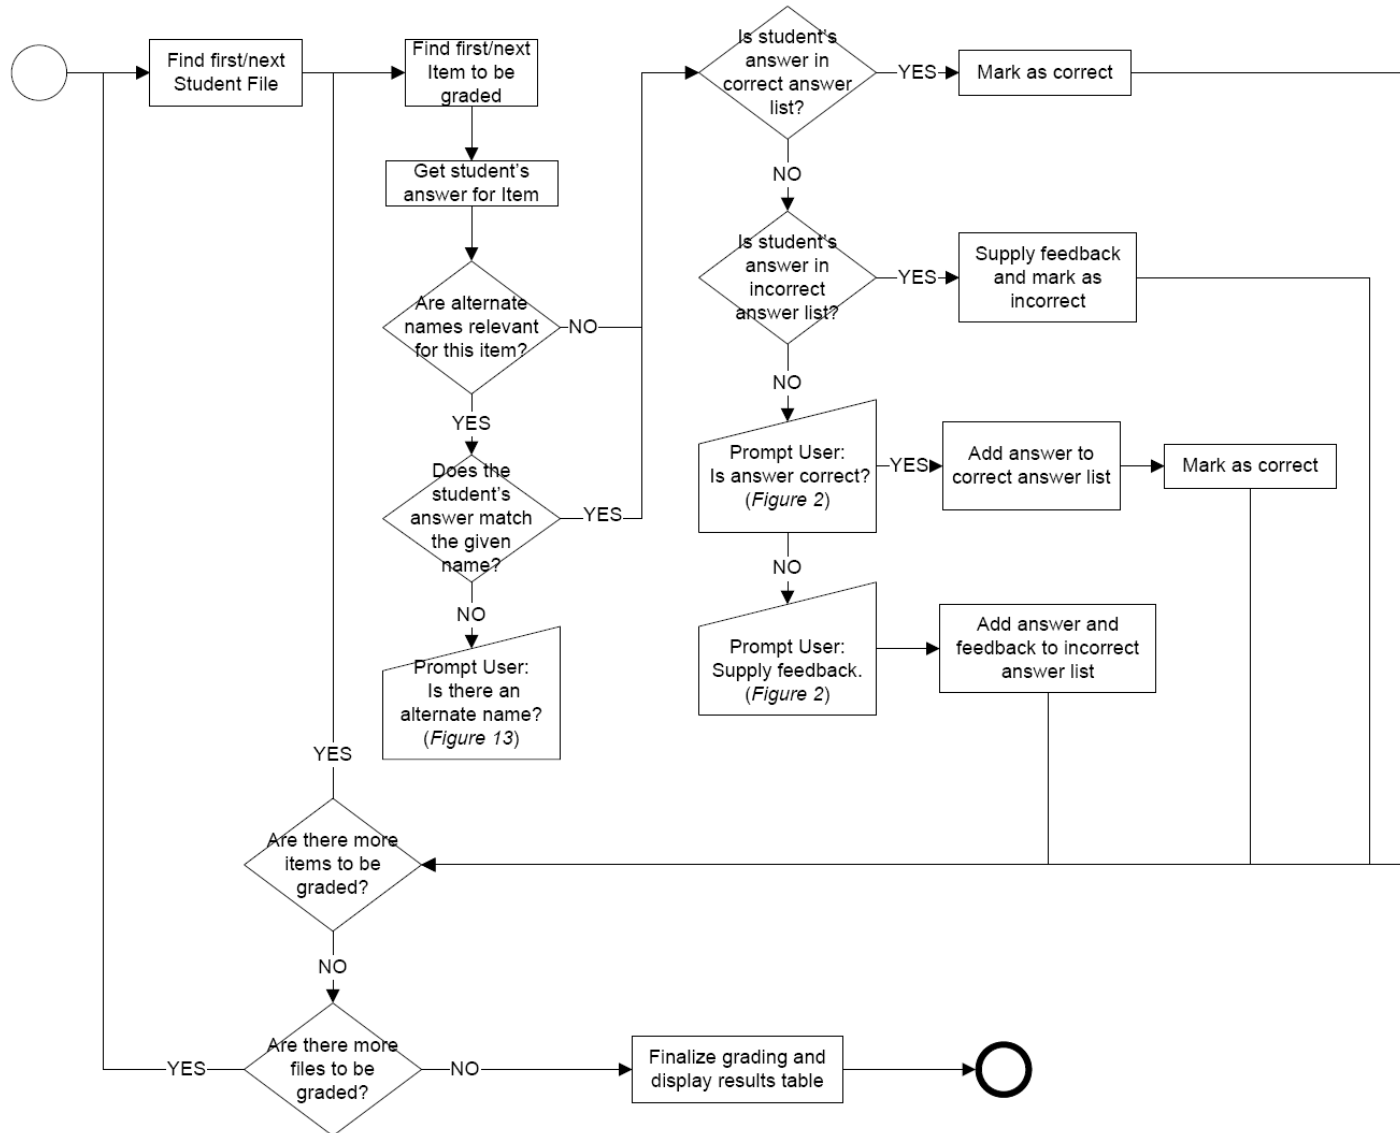 Find first/next
Student File
Find first/next
Item to be
graded
Get student's
answer for Item
Are alternate
names relevant
for this item?
NO
YES
Does the
student's
answer match
the given
name?
YES
NO
Prompt User:
Is there an
alternate name?
(Figure 13)
Is student's
answer in
correct answer
list?
YES
Mark as correct
NO
Is student's
answer in
incorrect
answer list?
YES
Supply feedback
and mark as
incorrect
NO
Prompt User:
Is answer correct?
(Figure 2)
YES
Add answer to
correct answer list
Mark as correct
NO
Prompt User:
Supply feedback.
(Figure 2)
Add answer and
feedback to incorrect
answer list
YES
Are there more
items to be
graded?
NO
Are there more
files to be
graded?
YES
NO
Finalize grading and
display results table